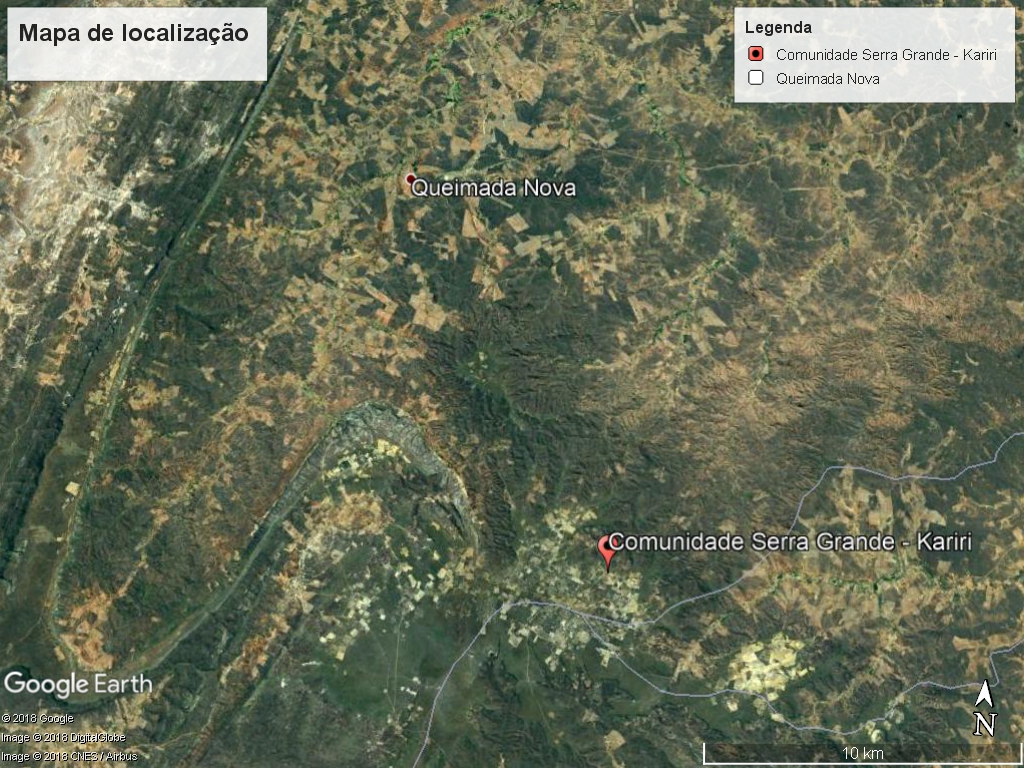 Mapa de localização
Legenda
Comunidade Serra Grande - Kariri
Queimada Nova
Queimada Nova
Comunidade Serra Grande - Kariri
Google Earth
© 2018 Google
Image © 2018 DigitalGlobe
Image © 2018 CNES / Airbus
N
10 km